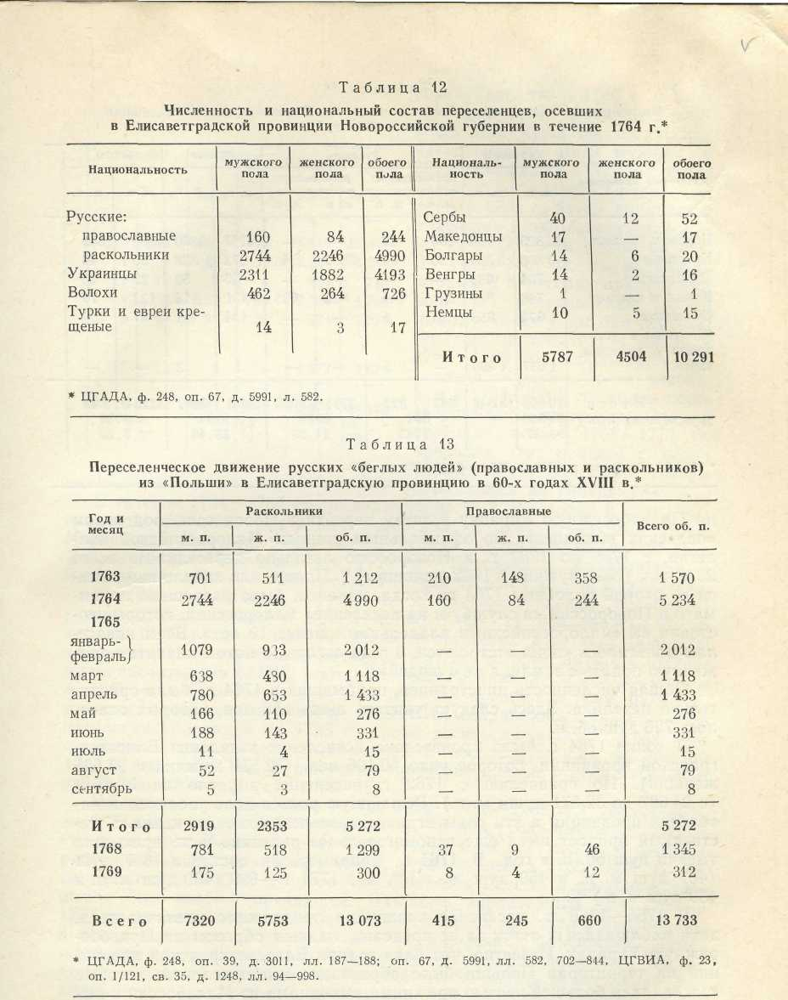 Таблица 12
Численность и национальный состав переселенцев, осевших
в Елисаветградской провинции Новороссийской губернии в течение 1764 г.*
Национальность | мужского пола | женского пола | обоего пола | Националь-ность | мужского пола | женского пола | обоего пола
Русские: | Сербы 40 12 52
православные 160 84 244 | Македонцы 17 — 17
раскольники 2744 2246 4990 | Болгары 14 6 20
Украинцы 2311 1882 4193 | Венгры 14 2 16
Волохи 462 264 726 | Грузины 1 — 1
Турки и евреи кре- | Немцы 10 5 15
щеные 14 3 17
Итого 5787 4504 10 291
* ЦГАДА, ф. 248, оп. 67, д. 5991, л. 582.
Таблица 13
Переселенческое движение русских «беглых людей» (православных и раскольников)
из «Польши» в Елисаветградскую провинцию в 60-х годах XVIII в.*
Год и месяц | Раскольники | Православные | Всего об. п.
м. п. | ж. п. | об. п. | м. п. | ж. п. | об. п.
1763 701 511 1 212 210 148 358 1 570
1764 2744 2246 4 990 160 84 244 5 234
1765
январь-
февраль} 1079 933 2 012 — — — 2 012
март 638 480 1 118 — — — 1 118
апрель 780 653 1 433 — — — 1 433
май 166 110 276 — — — 276
июнь 188 143 331 — — — 331
июль 11 4 15 — — — 15
август 52 27 79 — — — 79
сентябрь 5 3 8 — — — 8
Итого 2919 2353 5 272 5 272
1768 781 518 1 299 37 9 46 1 345
1769 175 125 300 8 4 12 312
Всего 7320 5753 13 073 415 245 660 13 733
* ЦГАДА, ф. 248, оп. 39, д. 3011, лл. 187—188; оп. 67, д. 5991, лл. 582, 702—844, ЦГВИА, ф. 23,
оп. 1/121, св. 35, д. 1248, лл. 94—998.